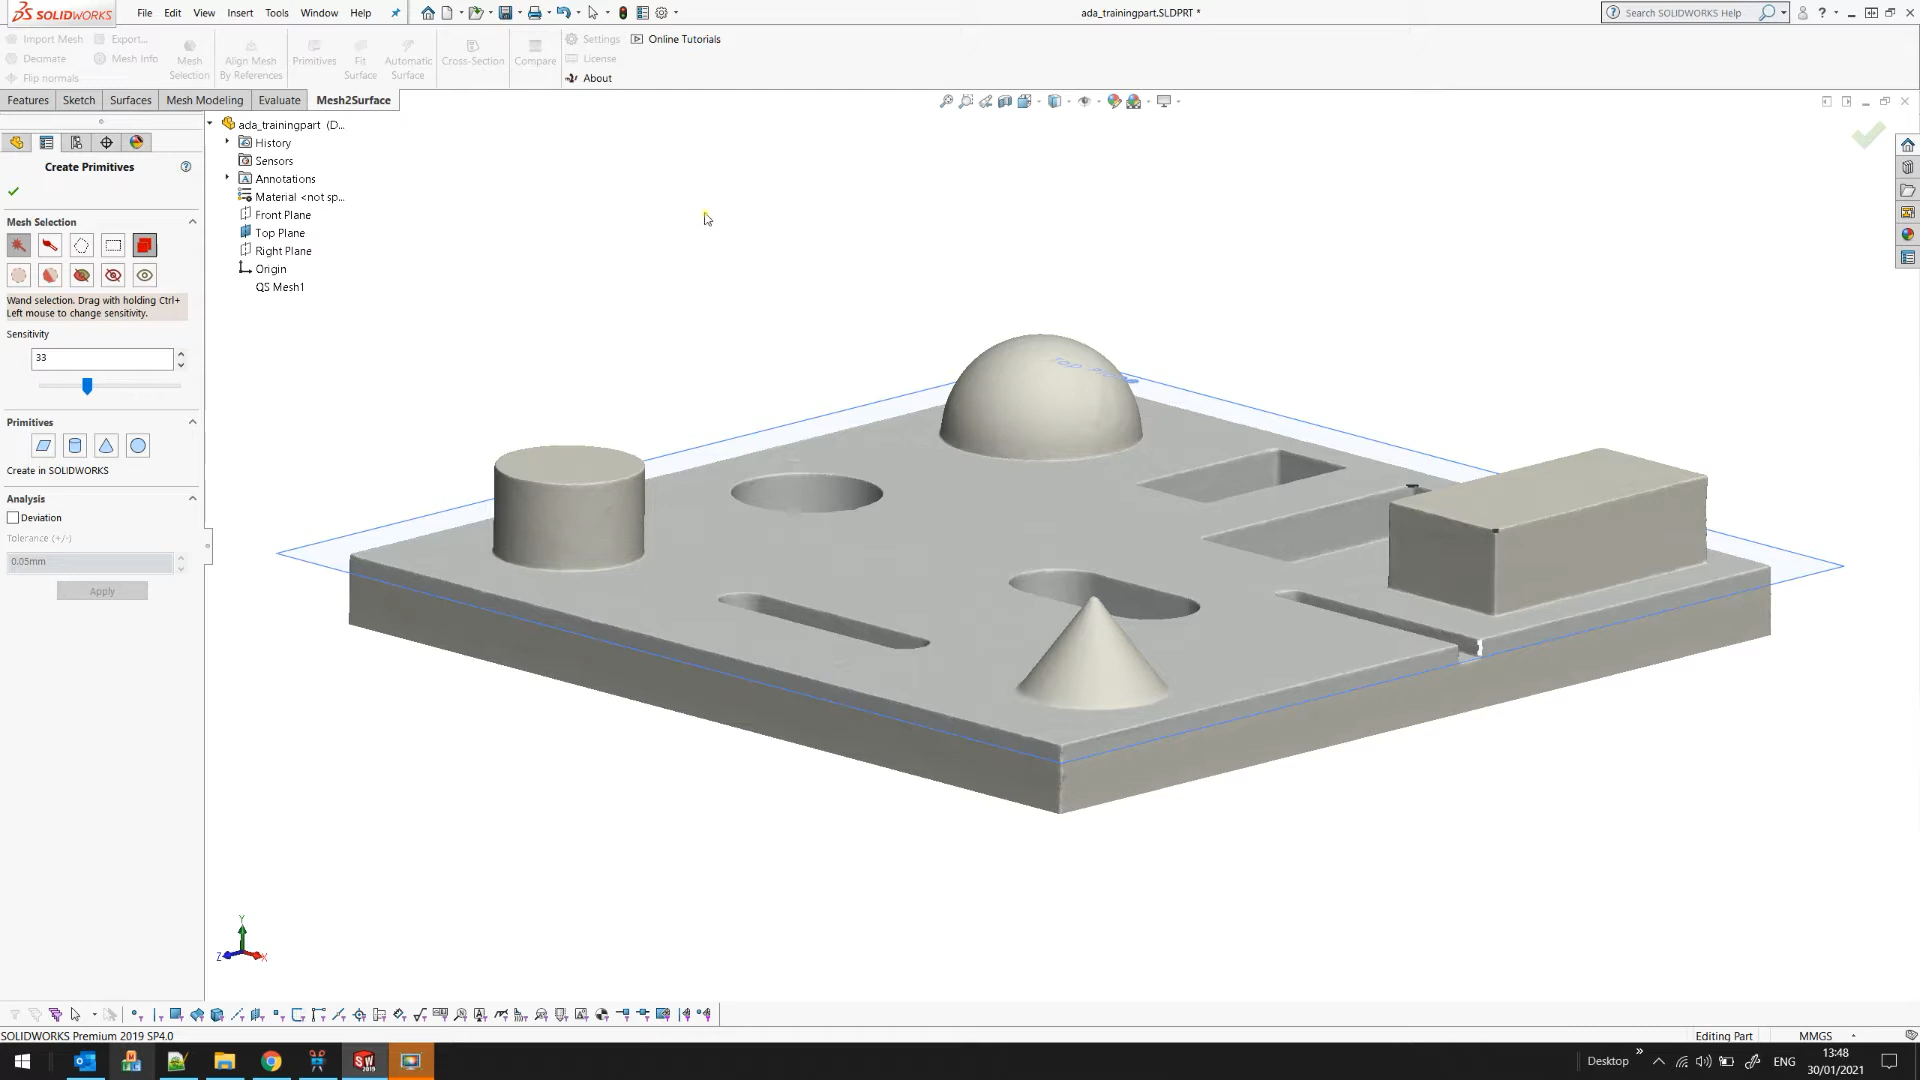 SOLIDWORKS
File Edit View Insert Tools Window Help
ada_trainingpart.SLDPRT *
Search SOLIDWORKS Help
Import Mesh
Export...
Decimate
Mesh Info
Flip normals
Mesh
Selection
Align Mesh
By References
Primitives
Fit
Surface
Automatic
Surface
Cross-Section
Compare
Settings
License
About
Online Tutorials
Features Sketch Surfaces Mesh Modeling Evaluate Mesh2Surface
ada_trainingpart (D...
History
Sensors
Annotations
Material <not sp...
Front Plane
Top Plane
Right Plane
Origin
QS Mesh1
Create Primitives
Mesh Selection
Wand selection. Drag with holding Ctrl+
Left mouse to change sensitivity.
Sensitivity
33
Primitives
Create in SOLIDWORKS
Analysis
Deviation
Tolerance (+/-)
0.05mm
Apply
Top Plane
Y
Z
X
SOLIDWORKS Premium 2019 SP4.0
Editing Part
MMGS
Desktop
ENG
13:48
30/01/2021